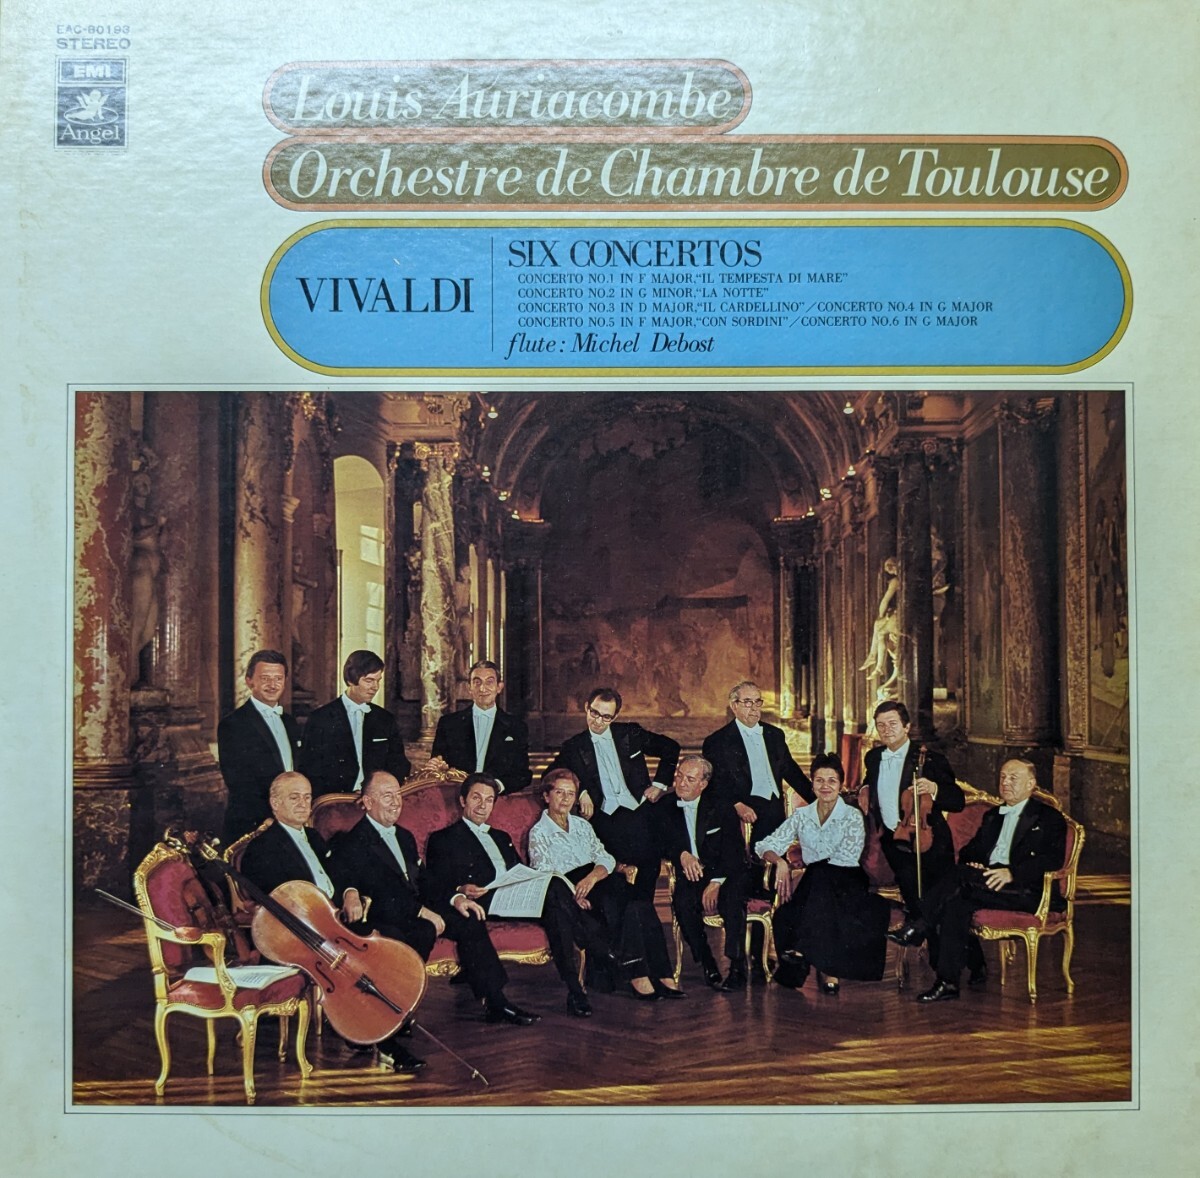 EAC-80193
STEREO
EMI
Angel
Louis Auriacombe
Orchestre de Chambre de Toulouse
VIVALDI
SIX CONCERTOS
CONCERTO NO.1 IN F MAJOR,“IL TEMPESTA DI MARE”
CONCERTO NO.2 IN G MINOR,“LA NOTTE”
CONCERTO NO.3 IN D MAJOR,“IL CARDELLINO”/CONCERTO NO.4 IN G MAJOR
CONCERTO NO.5 IN F MAJOR,“CON SORDINI”/CONCERTO NO.6 IN G MAJOR
flute: Michel Debost